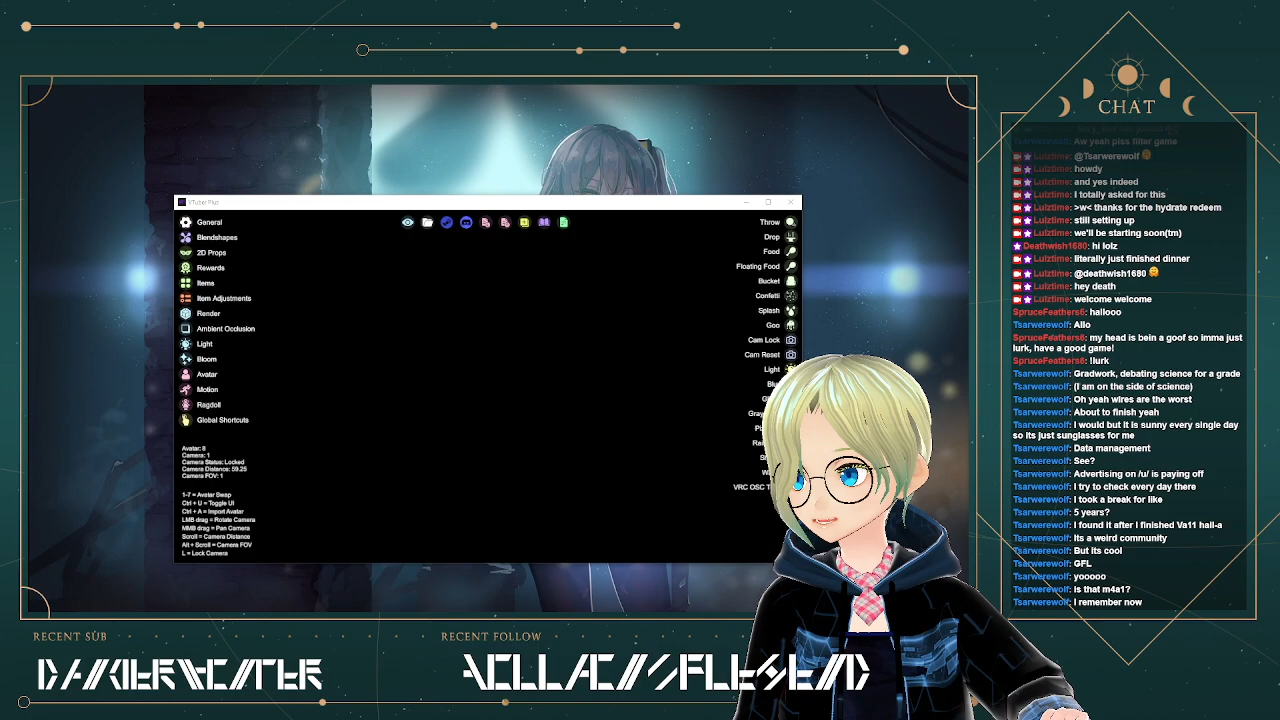 CHAT
VTuber Plus
General
Blendshapes
2D Props
Rewards
Items
Item Adjustments
Render
Ambient Occlusion
Light
Bloom
Avatar
Motion
Ragdoll
Global Shortcuts
Avatar: 8
Camera: 1
Camera Status: Locked
Camera Distance: 59.25
Camera FOV: 1
1-7 = Avatar Swap
Ctrl + U = Toggle UI
Ctrl + A = Import Avatar
LMB drag = Rotate Camera
MMB drag = Pan Camera
Scroll = Camera Distance
Alt + Scroll = Camera FOV
L = Lock Camera
Throw
Drop
Food
Floating Food
Bucket
Confetti
Splash
Goo
Cam Lock
Cam Reset
Light
VRC OSC
Tsarwerewolf: Aw yeah piss filter game
Lulztime: @Tsarwerewolf
Lulztime: howdy
Lulztime: and yes indeed
Lulztime: I totally asked for this
Lulztime: >w< thanks for the hydrate redeem
Lulztime: still setting up
Lulztime: we'll be starting soon(tm)
Deathwish1680: hi lolz
Lulztime: literally just finished dinner
Lulztime: @deathwish1680
Lulztime: hey death
Lulztime: welcome welcome
SpruceFeathers6: hallooo
Tsarwerewolf: Allo
SpruceFeathers6: my head is bein a goof so imma just
lurk, have a good game!
SpruceFeathers6: !lurk
Tsarwerewolf: Gradwork, debating science for a grade
Tsarwerewolf: (I am on the side of science)
Tsarwerewolf: Oh yeah wires are the worst
Tsarwerewolf: About to finish yeah
Tsarwerewolf: I would but it is sunny every single day
so its just sunglasses for me
Tsarwerewolf: Data management
Tsarwerewolf: See?
Tsarwerewolf: Advertising on /u/ is paying off
Tsarwerewolf: I try to check every day there
Tsarwerewolf: I took a break for like
Tsarwerewolf: 5 years?
Tsarwerewolf: I found it after I finished Va11 hall-a
Tsarwerewolf: Its a weird community
Tsarwerewolf: But its cool
Tsarwerewolf: GFL
Tsarwerewolf: yooooo
Tsarwerewolf: Is that m4a1?
Tsarwerewolf: I remember now
RECENT SUB
RECENT FOLLOW